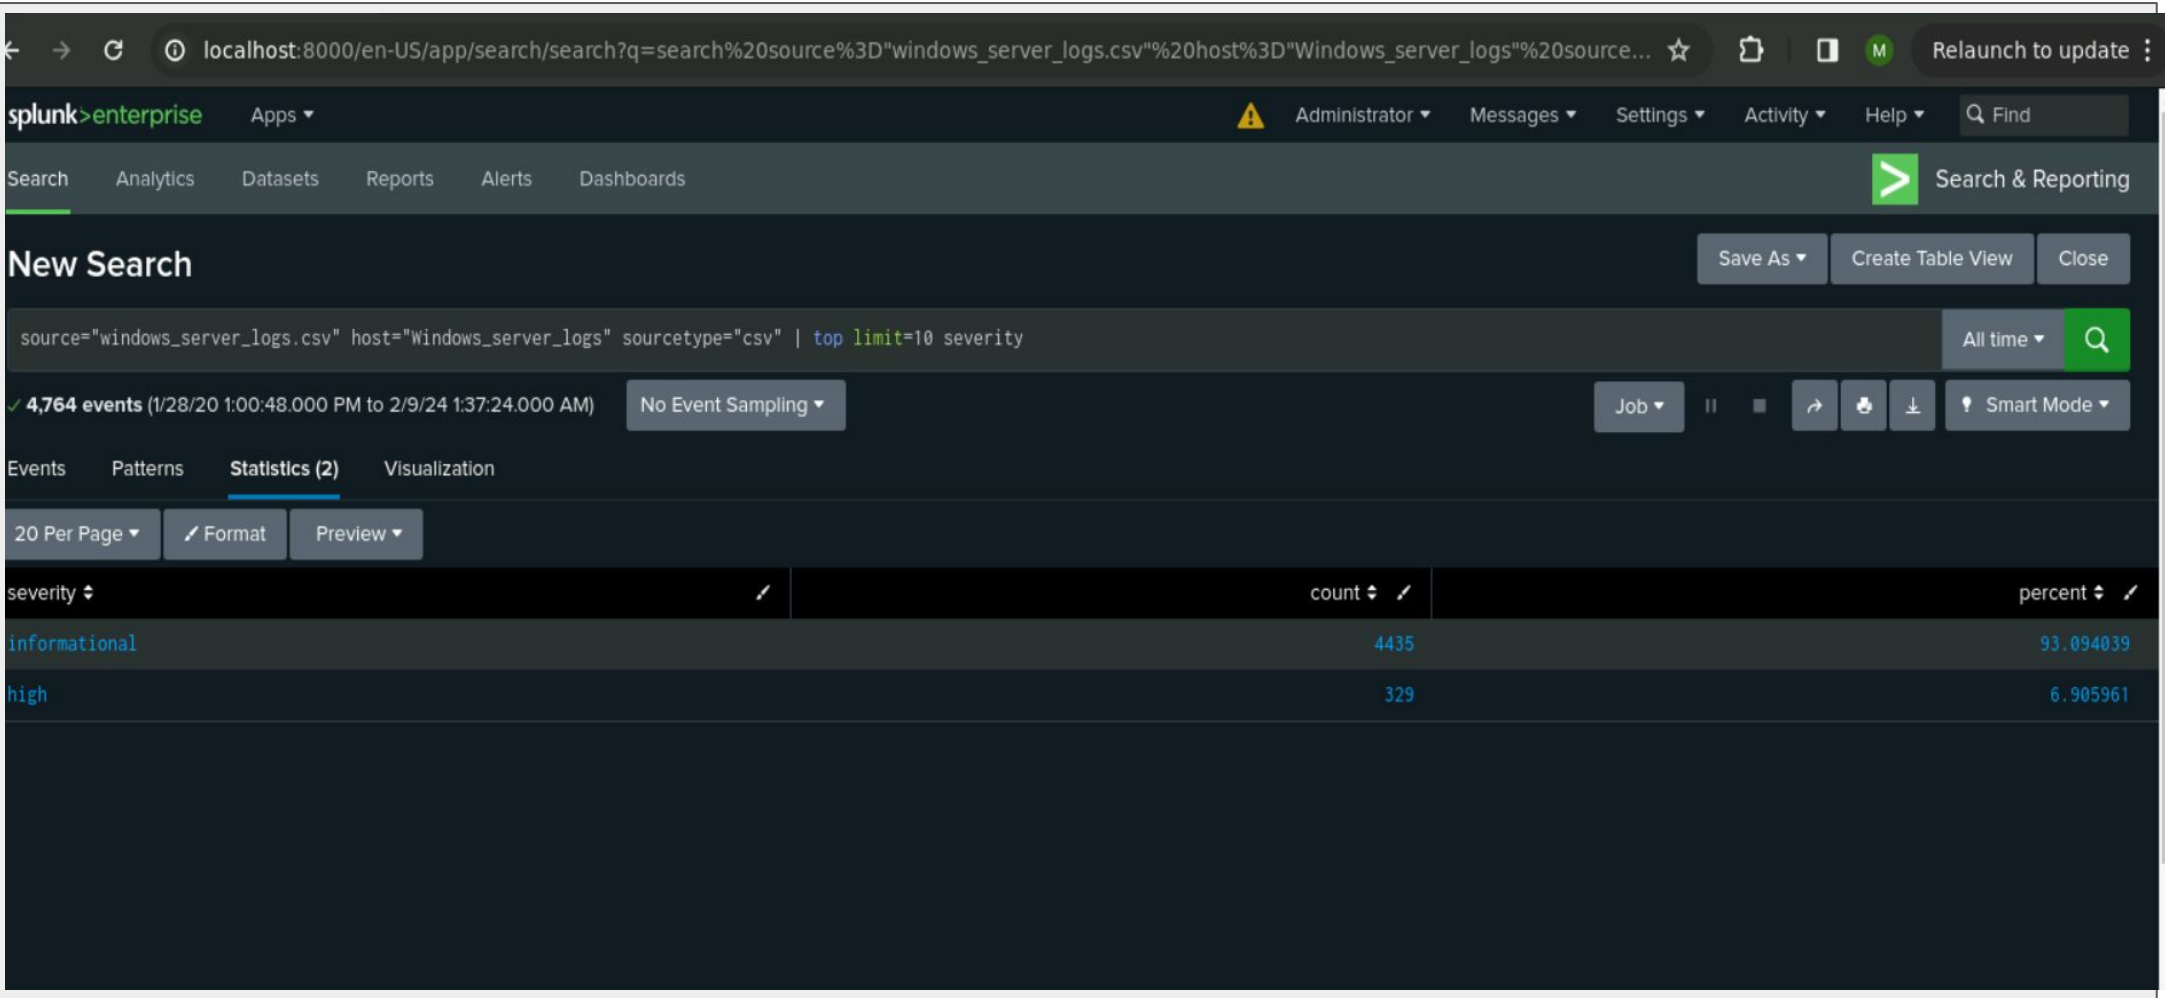 localhost:8000/en-US/app/search/search?q=search%20source%3D"windows_server_logs.csv"%20host%3D"Windows_server_logs"%20source... M Relaunch to update
splunk>enterprise Apps Administrator Messages Settings Activity Help Find
Search Analytics Datasets Reports Alerts Dashboards Search & Reporting
New Search Save As Create Table View Close
source="windows_server_logs.csv" host="Windows_server_logs" sourcetype="csv" | top limit=10 severity All time
4,764 events (1/28/20 1:00:48.000 PM to 2/9/24 1:37:24.000 AM) No Event Sampling Job Smart Mode
Events Patterns Statistics (2) Visualization
20 Per Page Format Preview
severity count percent
informational 4435 93.094039
high 329 6.905961